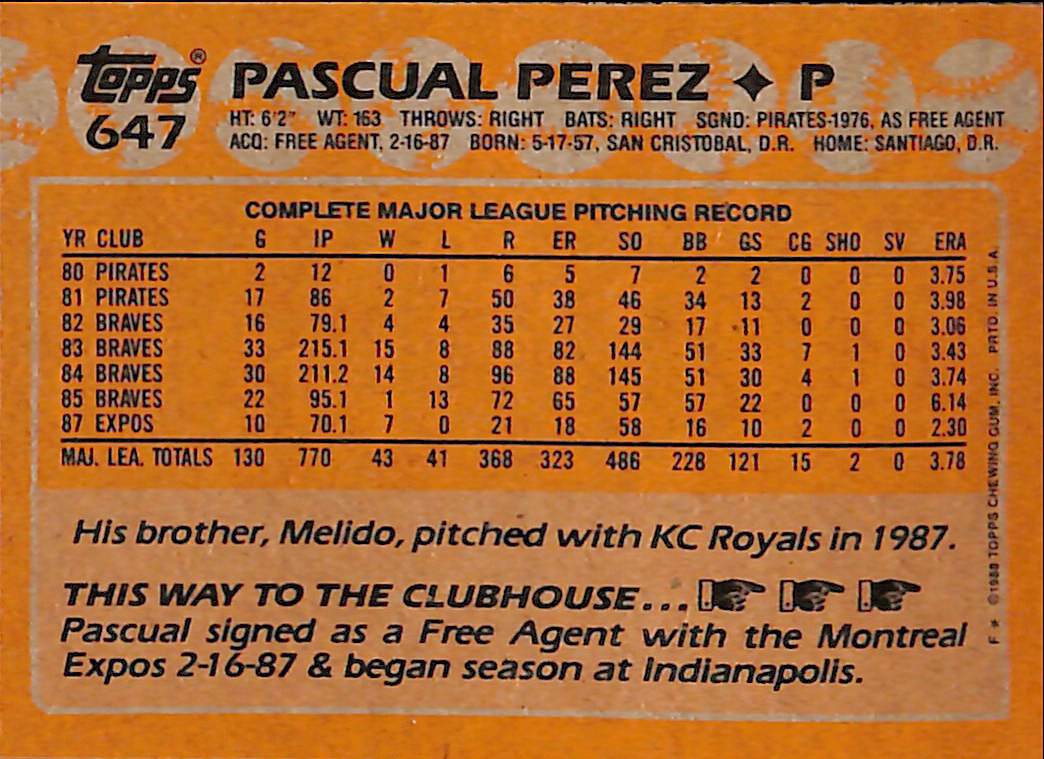 topps® PASCUAL PEREZ ✦ P
647 HT: 6'2" WT: 163 THROWS: RIGHT BATS: RIGHT SGND: PIRATES-1976, AS FREE AGENT
ACQ: FREE AGENT, 2-16-87 BORN: 5-17-57, SAN CRISTOBAL, D.R. HOME: SANTIAGO, D.R.
COMPLETE MAJOR LEAGUE PITCHING RECORD
YR CLUB G IP W L R ER SO BB GS CG SHO SV ERA
80 PIRATES 2 12 0 1 6 5 7 2 2 0 0 0 3.75
81 PIRATES 17 86 2 7 50 38 46 34 13 2 0 0 3.98
82 BRAVES 16 79.1 4 4 35 27 29 17 11 0 0 0 3.06
83 BRAVES 33 215.1 15 8 88 82 144 51 33 7 1 0 3.43
84 BRAVES 30 211.2 14 8 96 88 145 51 30 4 1 0 3.74
85 BRAVES 22 95.1 1 13 72 65 57 57 22 0 0 0 6.14
87 EXPOS 10 70.1 7 0 21 18 58 16 10 2 0 0 2.30
MAJ. LEA. TOTALS 130 770 43 41 368 323 486 228 121 15 2 0 3.78
His brother, Melido, pitched with KC Royals in 1987.
THIS WAY TO THE CLUBHOUSE...
Pascual signed as a Free Agent with the Montreal
Expos 2-16-87 & began season at Indianapolis.
F * ©1988 TOPPS CHEWING GUM, INC. PRTD. IN U.S.A.